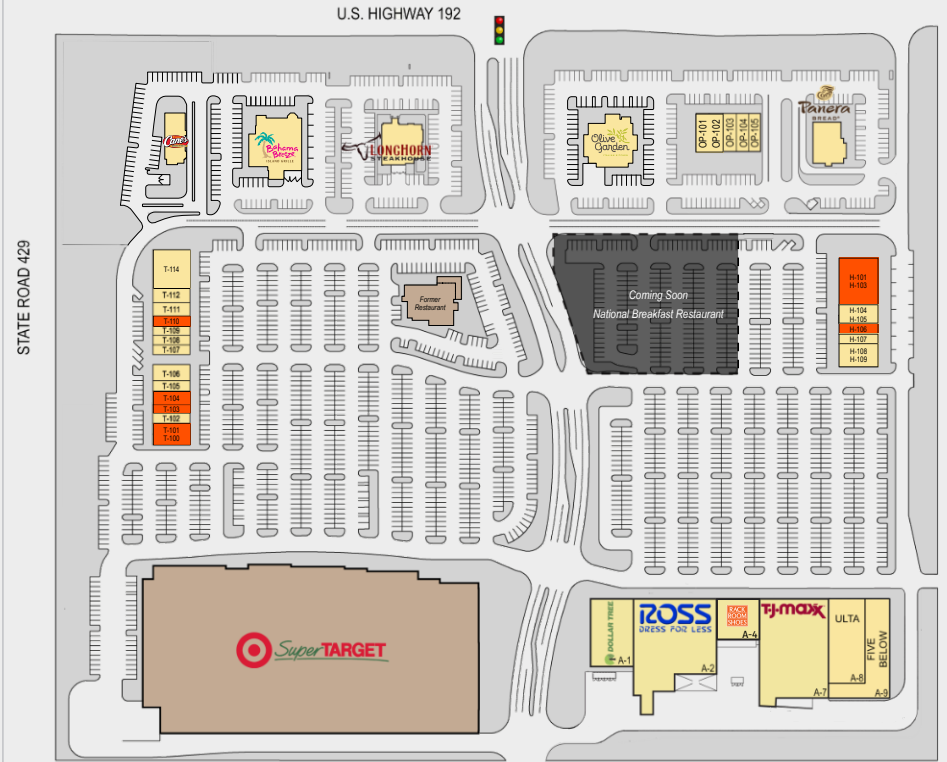 U.S. HIGHWAY 192
STATE ROAD 429
Cane's
Bahama
Breeze
ISLAND GRILLE
LONGHORN
STEAKHOUSE
Olive
Garden
OP-101
OP-102
OP-103
OP-104
OP-105
Panera
BREAD®
T-114
T-112
T-111
T-110
T-109
T-108
T-107
T-106
T-105
T-104
T-103
T-102
T-101
T-100
Former
Restaurant
Coming Soon
National Breakfast Restaurant
H-101
H-103
H-104
H-105
H-106
H-107
H-108
H-109
SuperTARGET
DOLLAR TREE
A-1
ROSS
DRESS FOR LESS
A-2
RACK
ROOM
SHOES
A-4
T.J.maxx
A-7
ULTA
A-8
FIVE
BELOW
A-9